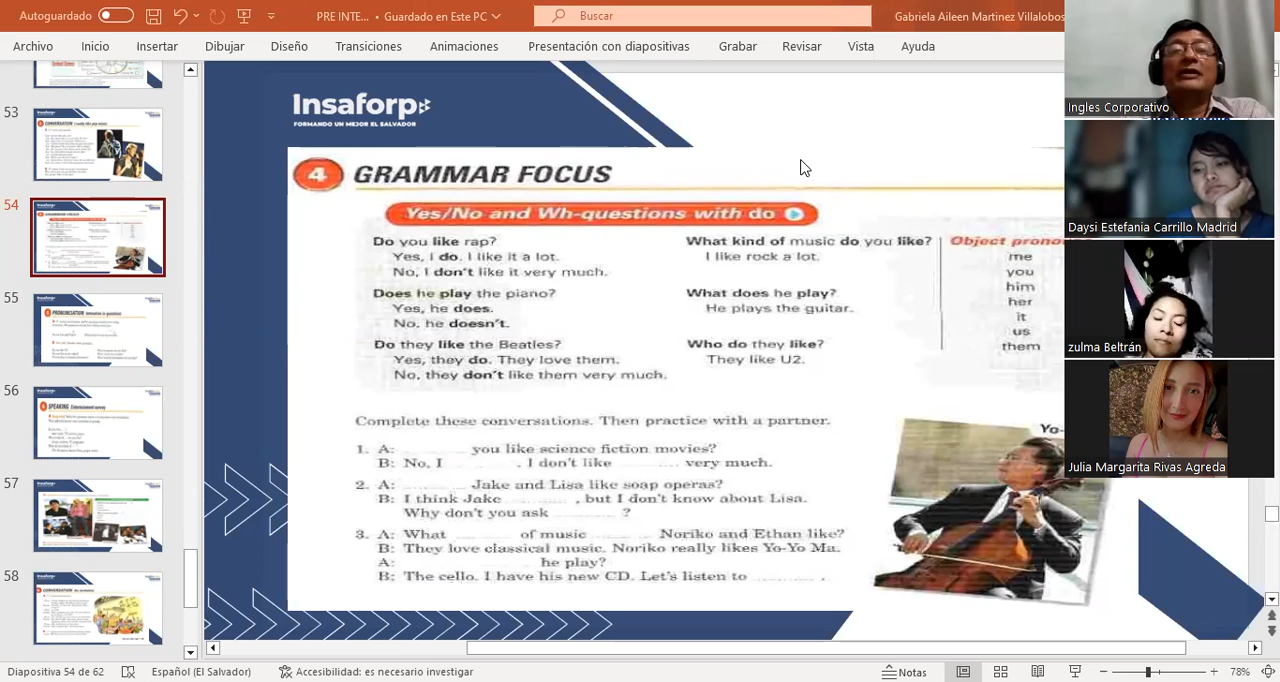 Autoguardado
PRE INTE... • Guardado en Este PC
Buscar
Gabriela Aileen Martinez Villalobos
Archivo Inicio Insertar Dibujar Diseño Transiciones Animaciones Presentación con diapositivas Grabar Revisar Vista Ayuda
53
54
55
56
57
58
Insaforp
FORMANDO UN MEJOR EL SALVADOR
4 GRAMMAR FOCUS
Yes/No and Wh-questions with do
Do you like rap?
Yes, I do. I like it a lot.
No, I don't like it very much.
Does he play the piano?
Yes, he does.
No, he doesn't.
Do they like the Beatles?
Yes, they do. They love them.
No, they don't like them very much.
What kind of music do you like?
I like rock a lot.
What does he play?
He plays the guitar.
Who do they like?
They like U2.
Object prono
me
you
him
her
it
us
them
Complete these conversations. Then practice with a partner.
1. A: ________ you like science fiction movies?
B: No, I ________ . I don't like ________ very much.
2. A: ________ Jake and Lisa like soap operas?
B: I think Jake ________ , but I don't know about Lisa.
Why don't you ask ________ ?
3. A: What ________ of music ________ Noriko and Ethan like?
B: They love classical music. Noriko really likes Yo-Yo Ma.
A: ________ he play?
B: The cello. I have his new CD. Let's listen to ________ .
Yo-
Ingles Corporativo
Daysi Estefania Carrillo Madrid
zulma Beltrán
Julia Margarita Rivas Agreda
Diapositiva 54 de 62
Español (El Salvador)
Accesibilidad: es necesario investigar
Notas
78%